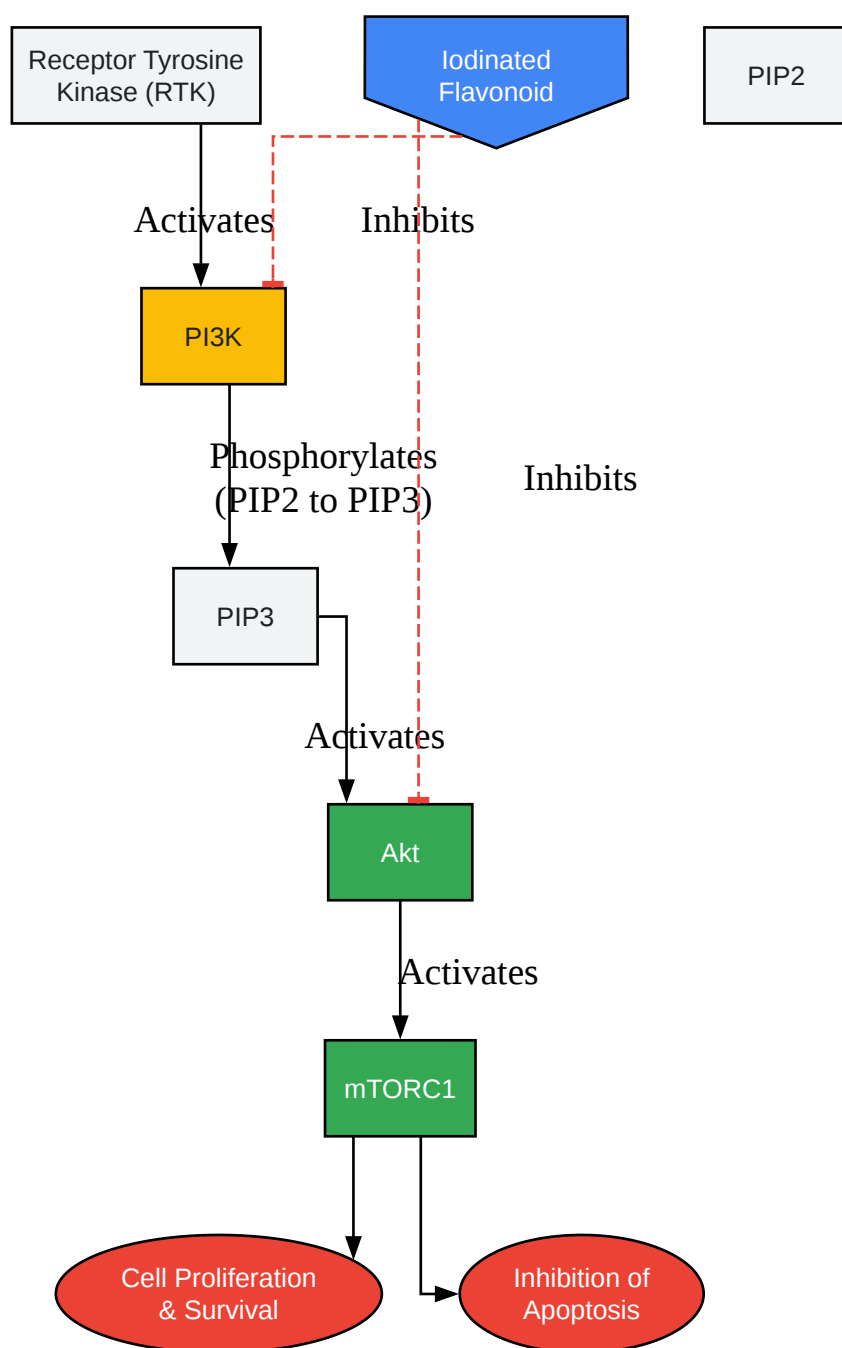 Receptor Tyrosine
Kinase (RTK)
Iodinated
Flavonoid
PIP2
Activates
Inhibits
PI3K
Phosphorylates
(PIP2 to PIP3)
Inhibits
PIP3
Activates
Akt
Activates
mTORC1
Cell Proliferation
& Survival
Inhibition of
Apoptosis